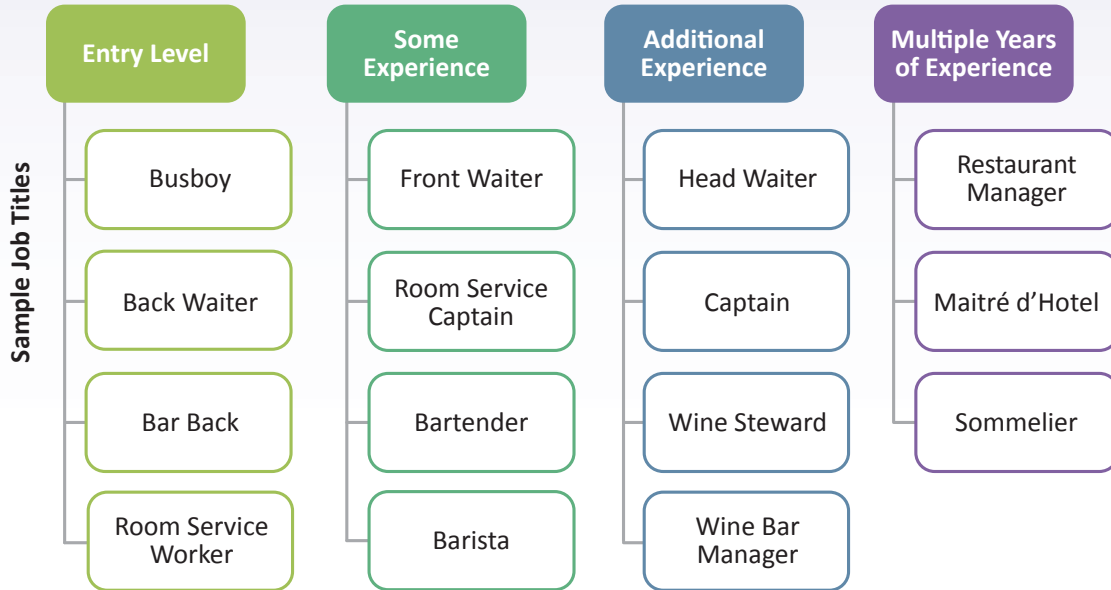 Entry Level
Some
Experience
Additional
Experience
Multiple Years
of Experience
Sample Job Titles
Busboy
Back Waiter
Bar Back
Room Service
Worker
Front Waiter
Room Service
Captain
Bartender
Barista
Head Waiter
Captain
Wine Steward
Wine Bar
Manager
Restaurant
Manager
Maitré d’Hotel
Sommelier